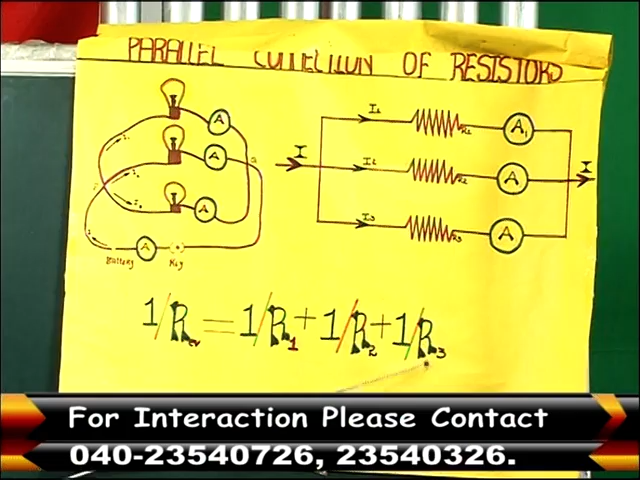 PARALLEL CONNECTION OF RESISTORS
A
A
A
A
Battery
Key
I
I₁
R₁
A₁
I₂
R₂
A
I₃
R₃
A
I
1/R = 1/R₁ + 1/R₂ + 1/R₃
For Interaction Please Contact
040-23540726, 23540326.